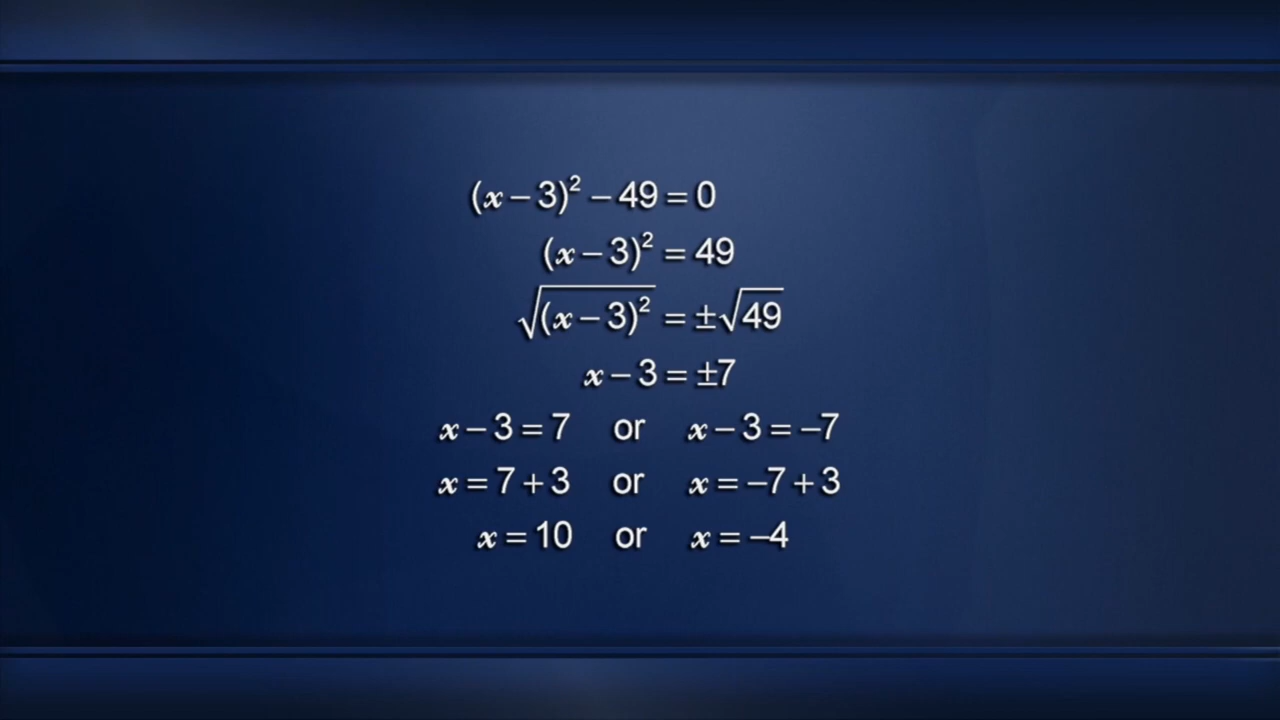 (x – 3)² – 49 = 0
(x – 3)² = 49
√(x – 3)² = ±√49
x – 3 = ±7
x – 3 = 7 or x – 3 = –7
x = 7 + 3 or x = –7 + 3
x = 10 or x = –4